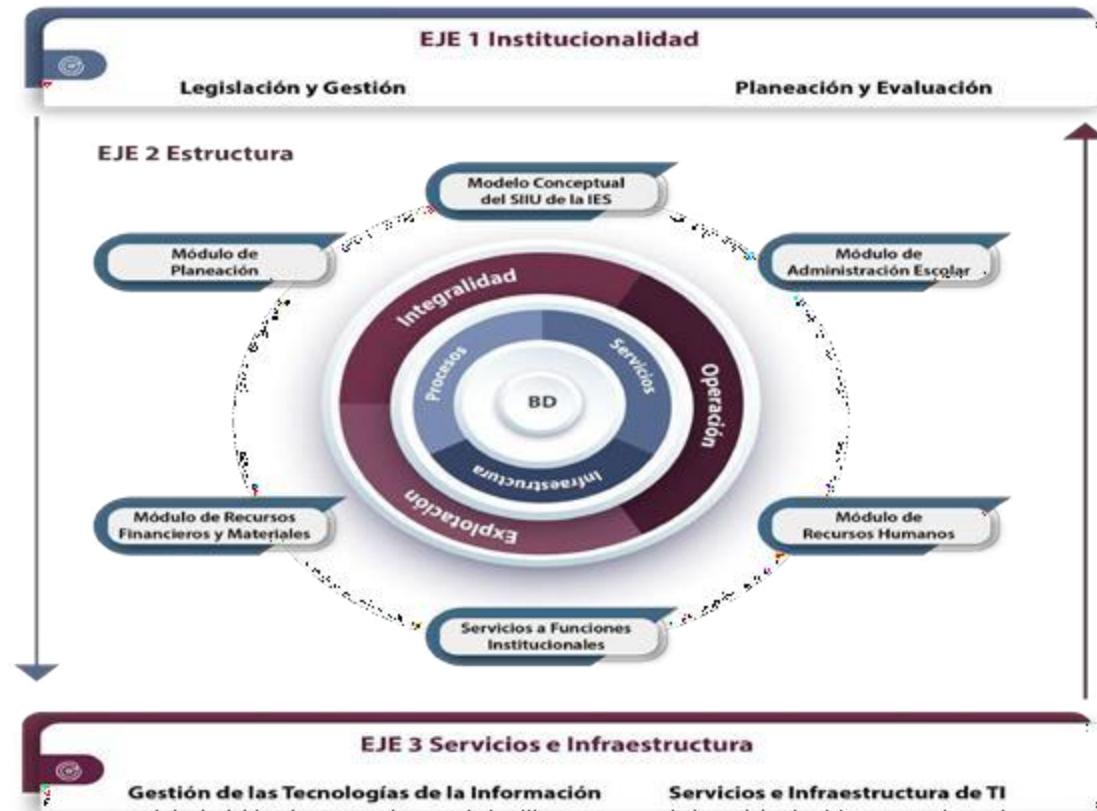 EJE 1 Institucionalidad
Legislación y Gestión
Planeación y Evaluación
EJE 2 Estructura
Modelo Conceptual
del SIIU de la IES
Módulo de
Planeación
Módulo de
Administración Escolar
Integralidad
Procesos
Servicios
Operación
BD
Infraestructura
Explotación
Módulo de Recursos
Financieros y Materiales
Módulo de
Recursos Humanos
Servicios a Funciones
Institucionales
EJE 3 Servicios e Infraestructura
Gestión de las Tecnologías de la Información
Servicios e Infraestructura de TI